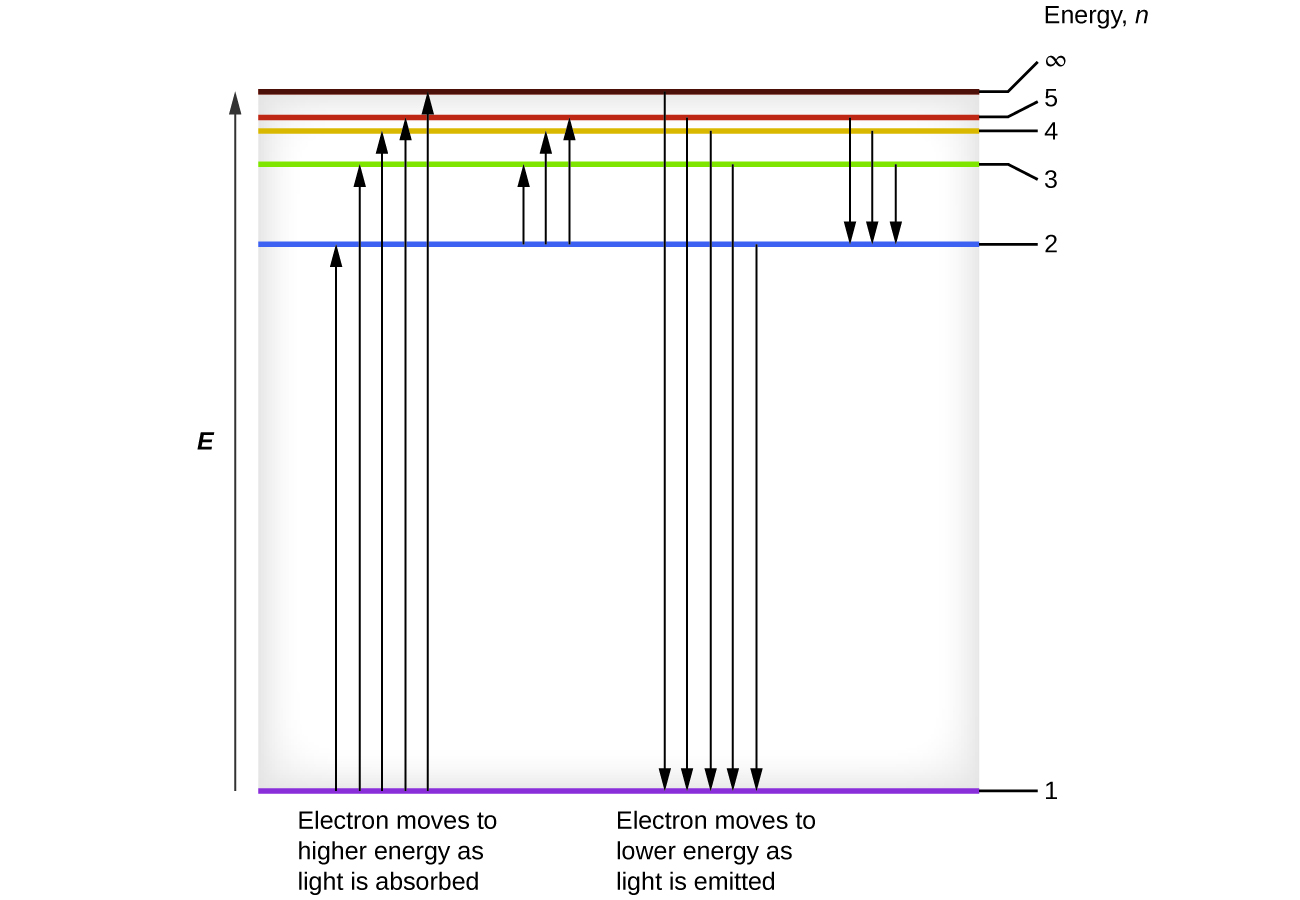 Energy, n
∞
5
4
3
2
E
1
Electron moves to
higher energy as
light is absorbed
Electron moves to
lower energy as
light is emitted